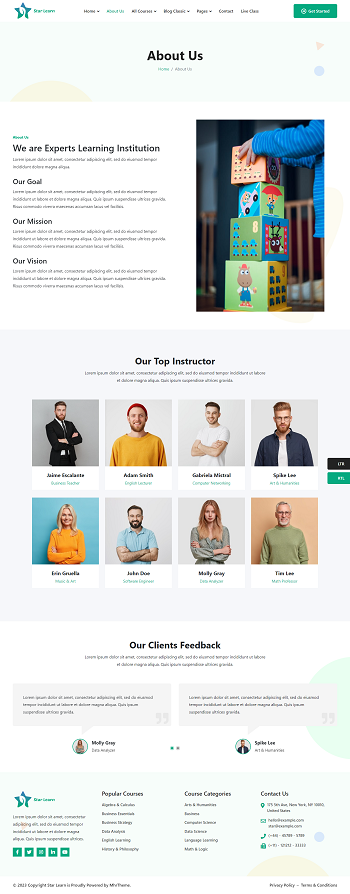 Star Learn
Home About Us All Courses Blog Classic Pages Contact Live Class
Get Started
About Us
Home / About Us
About Us
We are Experts Learning Institution
Lorem ipsum dolor sit amet, consectetur adipiscing elit, sed do eiusmod tempor
incididunt ut labore et dolore magna aliqua.
Our Goal
Lorem ipsum dolor sit amet, consectetur adipiscing elit, sed do eiusmod tempor
incididunt ut labore et dolore magna aliqua. Quis ipsum suspendisse ultrices gravida.
Risus commodo viverra maecenas accumsan lacus vel facilisis.
Our Mission
Lorem ipsum dolor sit amet, consectetur adipiscing elit, sed do eiusmod tempor
incididunt ut labore et dolore magna aliqua. Quis ipsum suspendisse ultrices gravida.
Risus commodo viverra maecenas accumsan lacus vel facilisis.
Our Vision
Lorem ipsum dolor sit amet, consectetur adipiscing elit, sed do eiusmod tempor
incididunt ut labore et dolore magna aliqua. Quis ipsum suspendisse ultrices gravida.
Risus commodo viverra maecenas accumsan lacus vel facilisis.
Our Top Instructor
Lorem ipsum dolor sit amet, consectetur adipiscing elit, sed do eiusmod tempor incididunt ut labore
et dolore magna aliqua. Quis ipsum suspendisse ultrices gravida.
LTR
RTL
Jaime Escalante
Business Teacher
Adam Smith
English Lecturer
Gabriela Mistral
Computer Networking
Spike Lee
Art & Humanities
Erin Gruella
Music & Art
John Doe
Software Engineer
Molly Gray
Data Analyzer
Tim Lee
Math Professor
Our Clients Feedback
Lorem ipsum dolor sit amet, consectetur adipiscing elit, sed do eiusmod tempor incididunt ut labore
et dolore magna aliqua. Quis ipsum suspendisse ultrices gravida.
Lorem ipsum dolor sit amet, consectetur adipiscing elit, sed do eiusmod
tempor incididunt ut labore et dolore magna aliqua. Quis ipsum
suspendisse ultrices gravida.
Molly Gray
Data Analyzer
Lorem ipsum dolor sit amet, consectetur adipiscing elit, sed do eiusmod
tempor incididunt ut labore et dolore magna aliqua. Quis ipsum
suspendisse ultrices gravida.
Spike Lee
Art & Humanities
Star Learn
Lorem ipsum dolor sit amet,
consectetur adipiscing elit, sed do
eiusmod tempor incididunt ut labore
et dolore magna aliqua.
Popular Courses
Algebra & Calculus
Business Essentials
Business Strategy
Data Analysis
English Learning
History & Philosophy
Course Categories
Arts & Humanities
Business
Computer Science
Data Science
Language Learning
Math & Logic
Contact Us
175 5th Ave, New York, NY 10010,
United States
hello@example.com
star@example.com
(+44) - 45789 - 5789
(+11) - 121212 - 23333
© 2023 Copyright Star Learn is Proudly Powered by MhrTheme.
Privacy Policy – Terms & Conditions